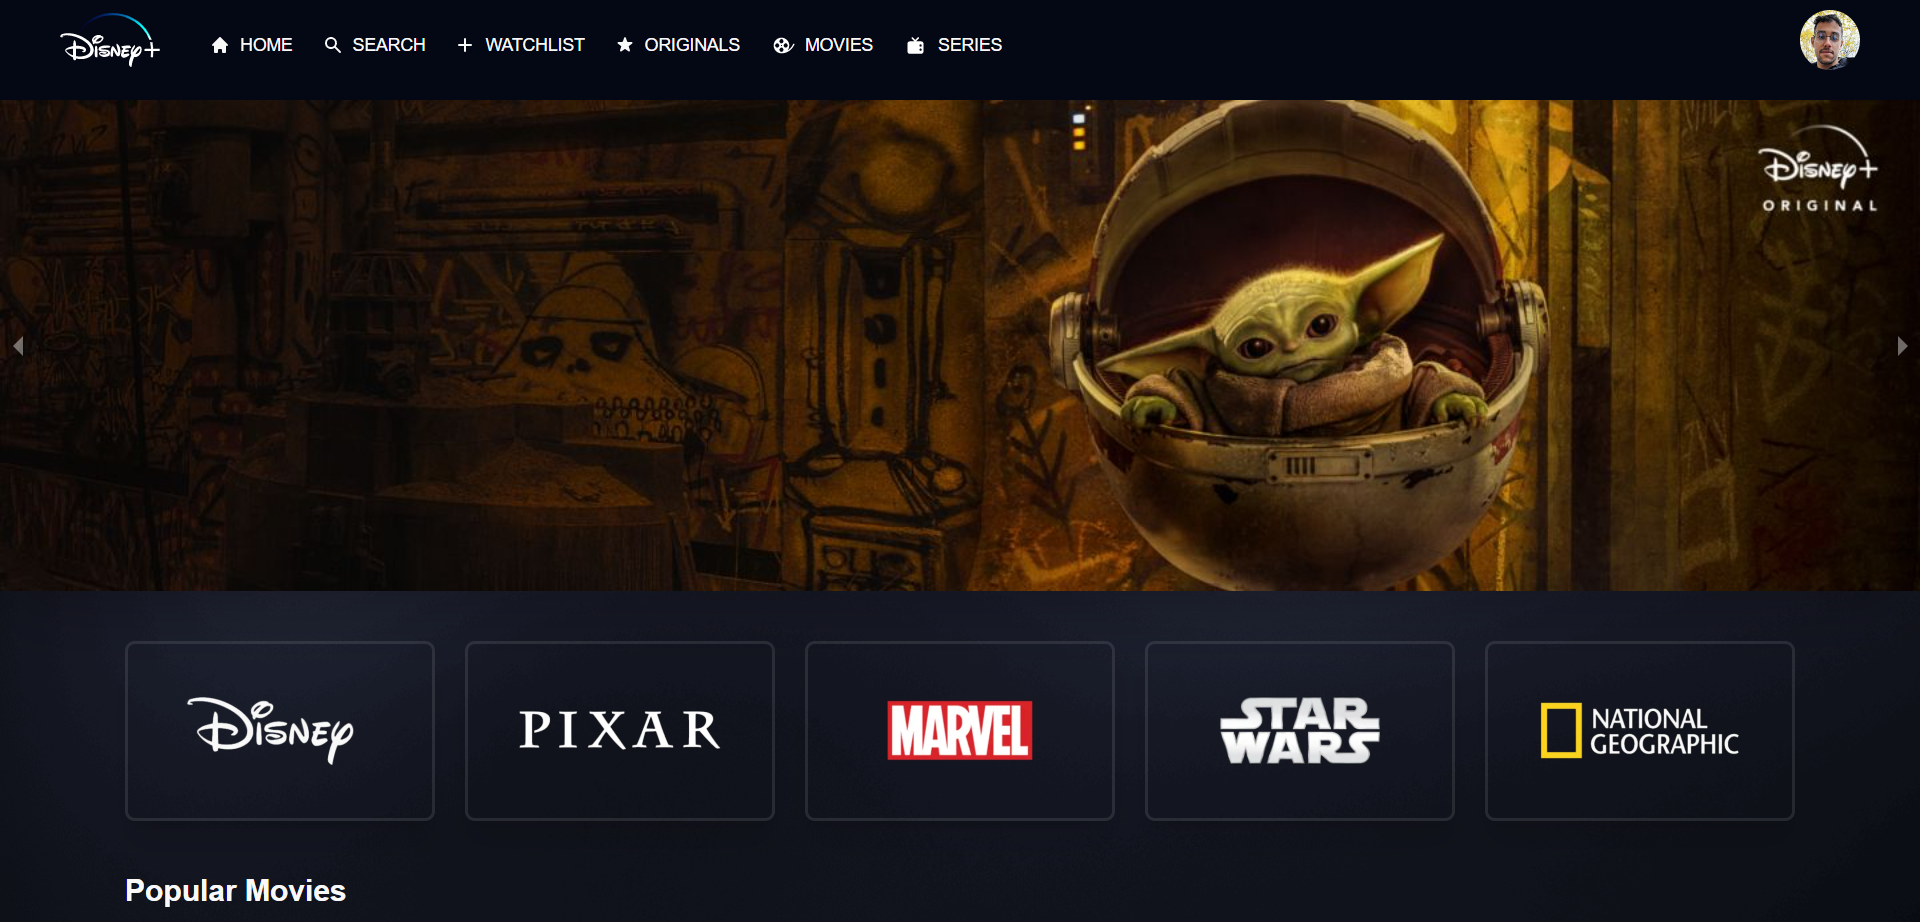 Disney+
HOME
SEARCH
WATCHLIST
ORIGINALS
MOVIES
SERIES
Disney+
ORIGINAL
Disney
PIXAR
MARVEL
STAR
WARS
NATIONAL
GEOGRAPHIC
Popular Movies